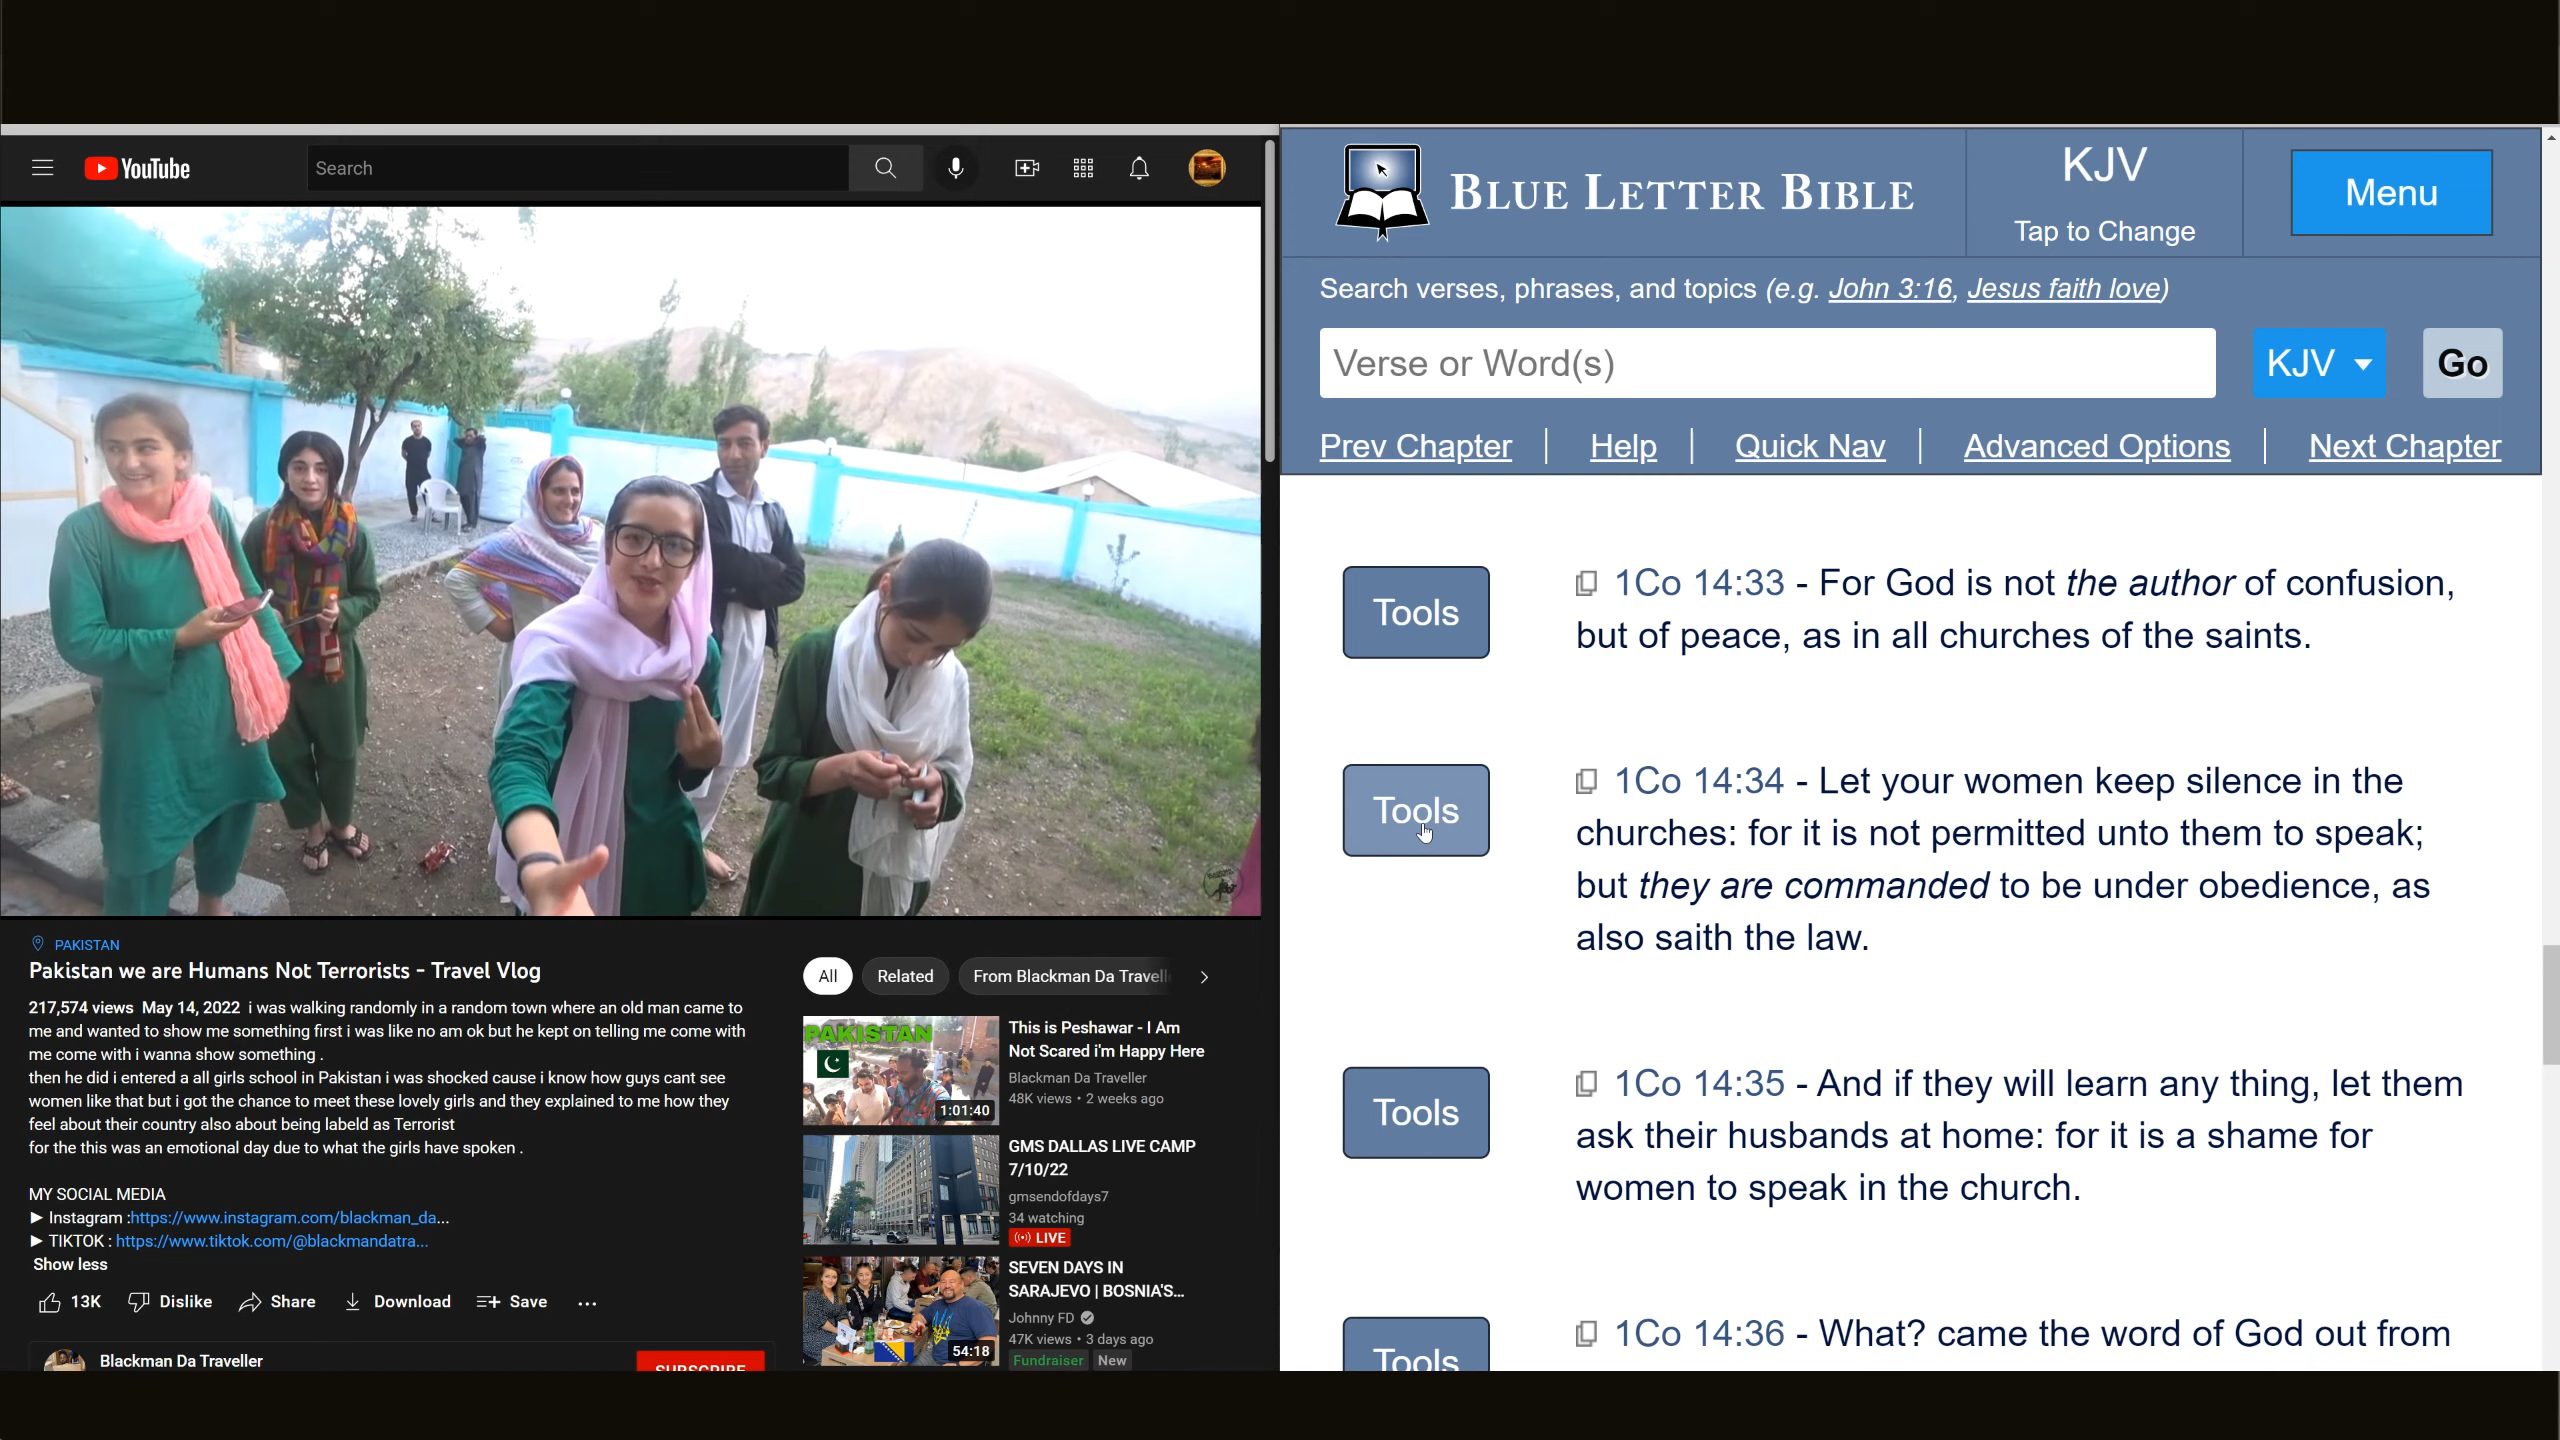 YouTube
Search
PAKISTAN
Pakistan we are Humans Not Terrorists - Travel Vlog
217,574 views May 14, 2022 i was walking randomly in a random town where an old man came to
me and wanted to show me something first i was like no am ok but he kept on telling me come with
me come with i wanna show something .
then he did i entered a all girls school in Pakistan i was shocked cause i know how guys cant see
women like that but i got the chance to meet these lovely girls and they explained to me how they
feel about their country also about being labeld as Terrorist
for the this was an emotional day due to what the girls have spoken .
MY SOCIAL MEDIA
► Instagram :https://www.instagram.com/blackman_da...
► TIKTOK : https://www.tiktok.com/@blackmandatra...
Show less
13K Dislike Share Download Save ...
Blackman Da Traveller
SUBSCRIBE
All Related From Blackman Da Travell
PAKISTAN
1:01:40
This is Peshawar - I Am
Not Scared i'm Happy Here
Blackman Da Traveller
48K views • 2 weeks ago
GMS DALLAS LIVE CAMP
7/10/22
gmsendofdays7
34 watching
LIVE
54:18
SEVEN DAYS IN
SARAJEVO | BOSNIA'S...
Johnny FD
47K views • 3 days ago
Fundraiser New
BLUE LETTER BIBLE
KJV
Tap to Change
Menu
Search verses, phrases, and topics (e.g. John 3:16, Jesus faith love)
Verse or Word(s)
KJV
Go
Prev Chapter | Help | Quick Nav | Advanced Options | Next Chapter
Tools
1Co 14:33 - For God is not the author of confusion,
but of peace, as in all churches of the saints.
Tools
1Co 14:34 - Let your women keep silence in the
churches: for it is not permitted unto them to speak;
but they are commanded to be under obedience, as
also saith the law.
Tools
1Co 14:35 - And if they will learn any thing, let them
ask their husbands at home: for it is a shame for
women to speak in the church.
Tools
1Co 14:36 - What? came the word of God out from